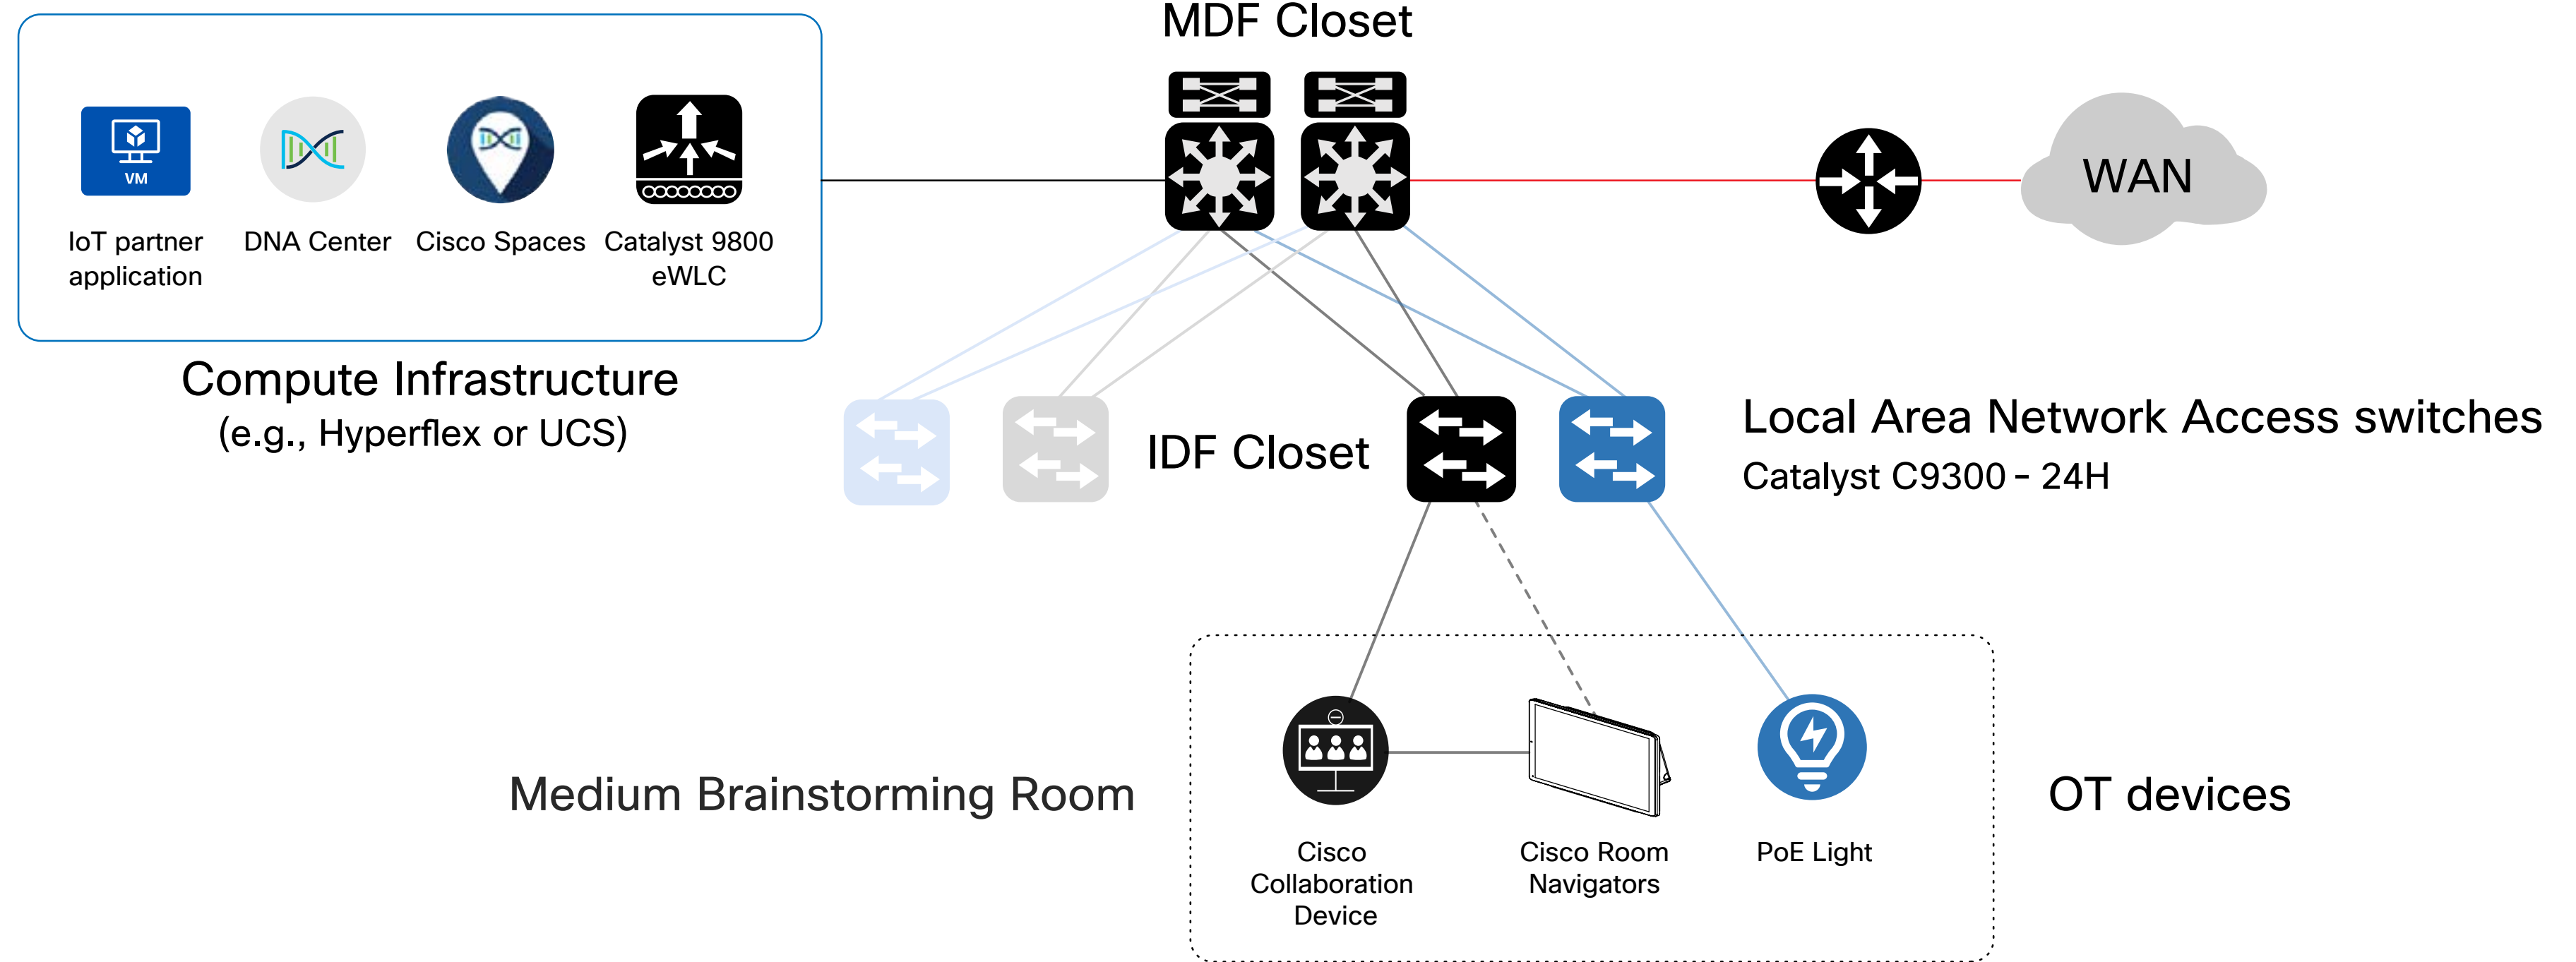 MDF Closet
VM
IoT partner
application
DNA Center
Cisco Spaces
Catalyst 9800
eWLC
WAN
Compute Infrastructure
(e.g., Hyperflex or UCS)
IDF Closet
Local Area Network Access switches
Catalyst C9300 - 24H
Medium Brainstorming Room
OT devices
Cisco
Collaboration
Device
Cisco Room
Navigators
PoE Light